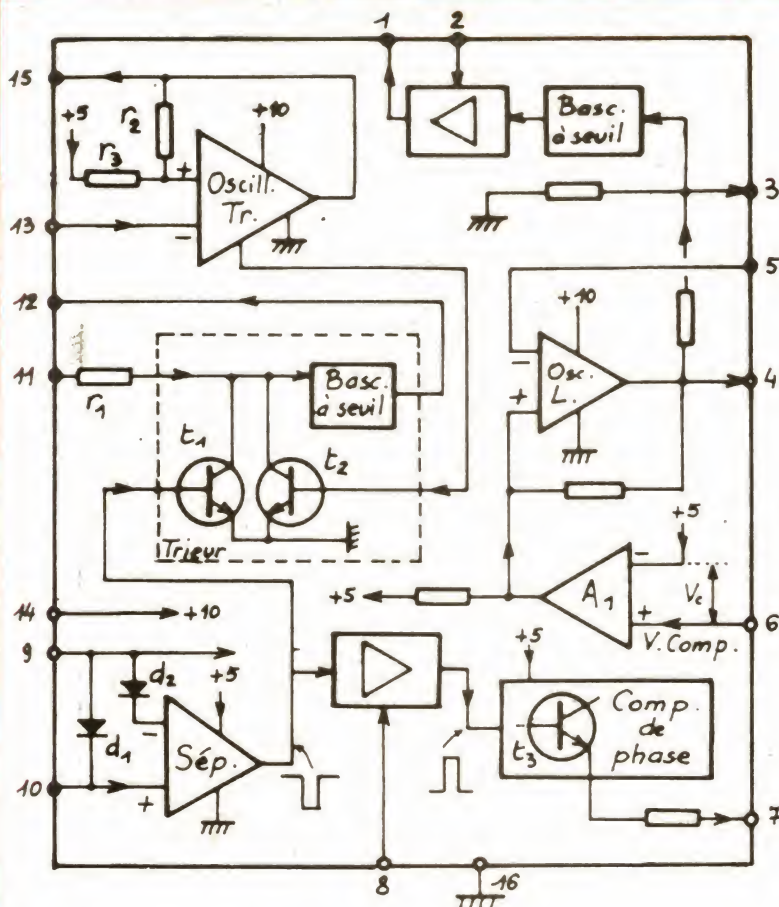 1 2
15
+5
r₂
r₃
+10
+
Oscill.
Tr.
-
13
12
11
r₁
Basc.
à seuil
3
5
+10
-
Osc.
L.
+
4
t₁
t₂
Basc.
à seuil
Trieur
+5
+5
A₁
-
+
Vc
V. Comp.
6
14
+10
9
d₂
+5
d₁
-
Sép.
+
10
+5
Comp.
de
phase
t₃
7
8
16